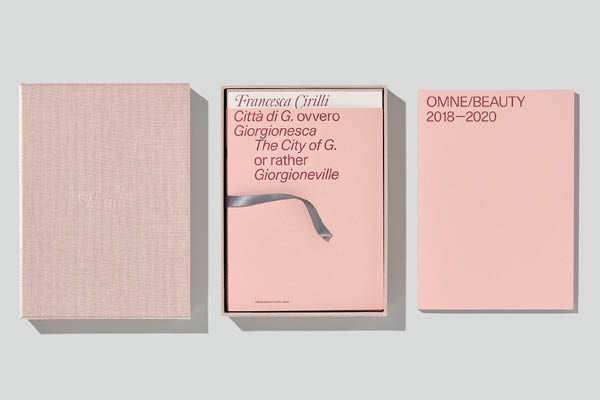 Francesca Cirilli
Città di G. ovvero
Giorgionesca
The City of G.
or rather
Giorgioneville
OMNE/BEAUTY
2018—2020